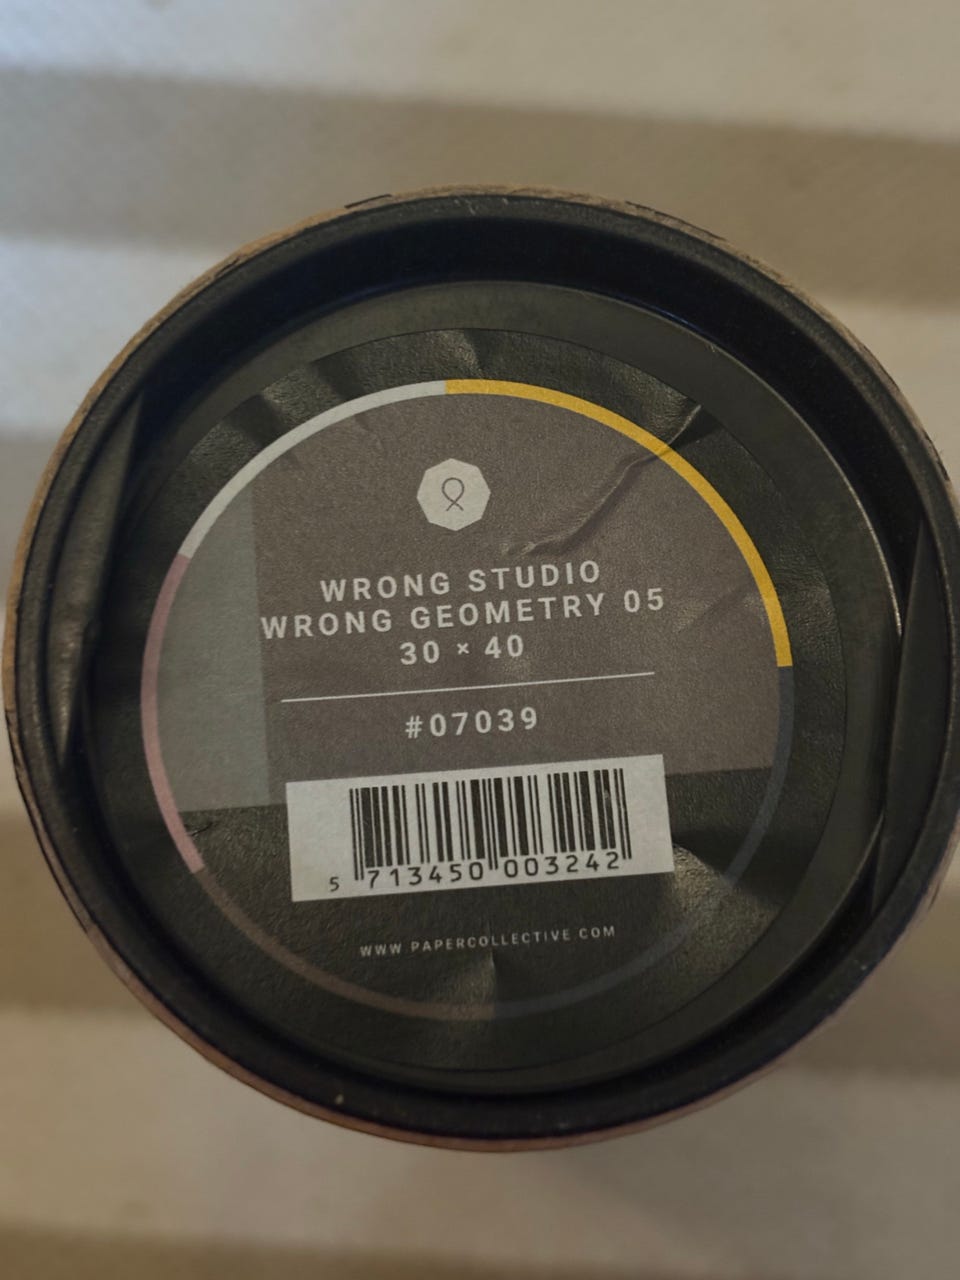 WRONG STUDIO
WRONG GEOMETRY 05
30 × 40
#07039
5 713450 003242
WWW PAPERCOLLECTIVE.COM